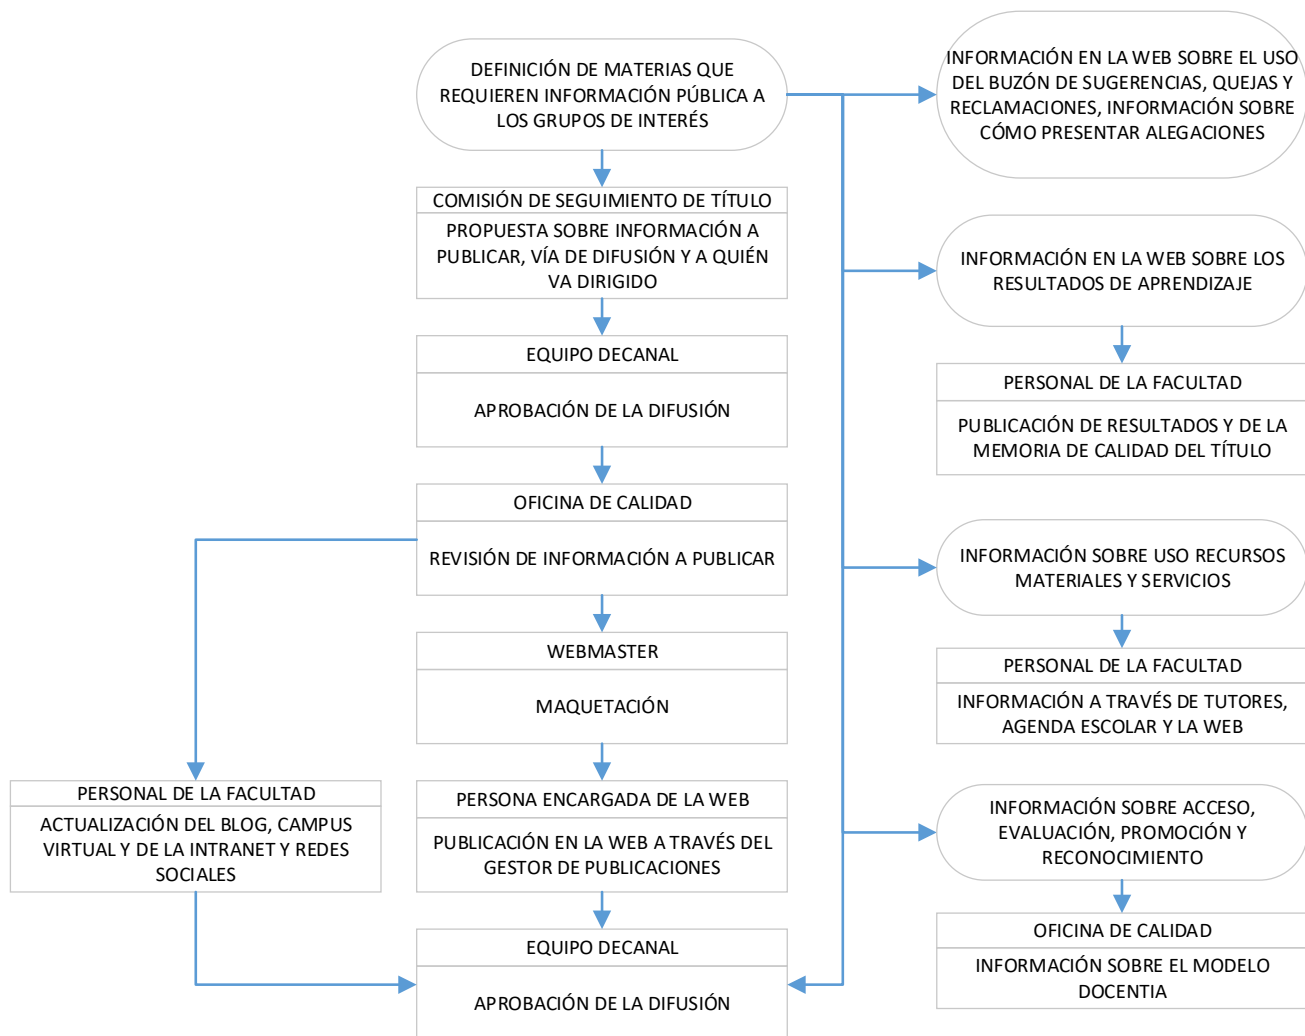 DEFINICIÓN DE MATERIAS QUE
REQUIEREN INFORMACIÓN PÚBLICA A
LOS GRUPOS DE INTERÉS
COMISIÓN DE SEGUIMIENTO DE TÍTULO
PROPUESTA SOBRE INFORMACIÓN A
PUBLICAR, VÍA DE DIFUSIÓN Y A QUIÉN
VA DIRIGIDO
EQUIPO DECANAL
APROBACIÓN DE LA DIFUSIÓN
OFICINA DE CALIDAD
REVISIÓN DE INFORMACIÓN A PUBLICAR
WEBMASTER
MAQUETACIÓN
PERSONAL DE LA FACULTAD
ACTUALIZACIÓN DEL BLOG, CAMPUS
VIRTUAL Y DE LA INTRANET Y REDES
SOCIALES
PERSONA ENCARGADA DE LA WEB
PUBLICACIÓN EN LA WEB A TRAVÉS DEL
GESTOR DE PUBLICACIONES
EQUIPO DECANAL
APROBACIÓN DE LA DIFUSIÓN
INFORMACIÓN EN LA WEB SOBRE EL USO
DEL BUZÓN DE SUGERENCIAS, QUEJAS Y
RECLAMACIONES, INFORMACIÓN SOBRE
CÓMO PRESENTAR ALEGACIONES
INFORMACIÓN EN LA WEB SOBRE LOS
RESULTADOS DE APRENDIZAJE
PERSONAL DE LA FACULTAD
PUBLICACIÓN DE RESULTADOS Y DE LA
MEMORIA DE CALIDAD DEL TÍTULO
INFORMACIÓN SOBRE USO RECURSOS
MATERIALES Y SERVICIOS
PERSONAL DE LA FACULTAD
INFORMACIÓN A TRAVÉS DE TUTORES,
AGENDA ESCOLAR Y LA WEB
INFORMACIÓN SOBRE ACCESO,
EVALUACIÓN, PROMOCIÓN Y
RECONOCIMIENTO
OFICINA DE CALIDAD
INFORMACIÓN SOBRE EL MODELO
DOCENTIA